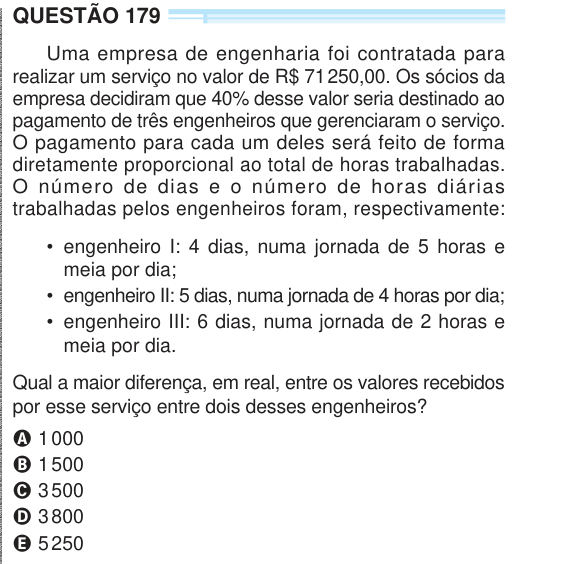 QUESTÃO 179
Uma empresa de engenharia foi contratada para
realizar um serviço no valor de R$ 71 250,00. Os sócios da
empresa decidiram que 40% desse valor seria destinado ao
pagamento de três engenheiros que gerenciaram o serviço.
O pagamento para cada um deles será feito de forma
diretamente proporcional ao total de horas trabalhadas.
O número de dias e o número de horas diárias
trabalhadas pelos engenheiros foram, respectivamente:
• engenheiro I: 4 dias, numa jornada de 5 horas e
meia por dia;
• engenheiro II: 5 dias, numa jornada de 4 horas por dia;
• engenheiro III: 6 dias, numa jornada de 2 horas e
meia por dia.
Qual a maior diferença, em real, entre os valores recebidos
por esse serviço entre dois desses engenheiros?
A 1 000
B 1 500
C 3 500
D 3 800
E 5 250